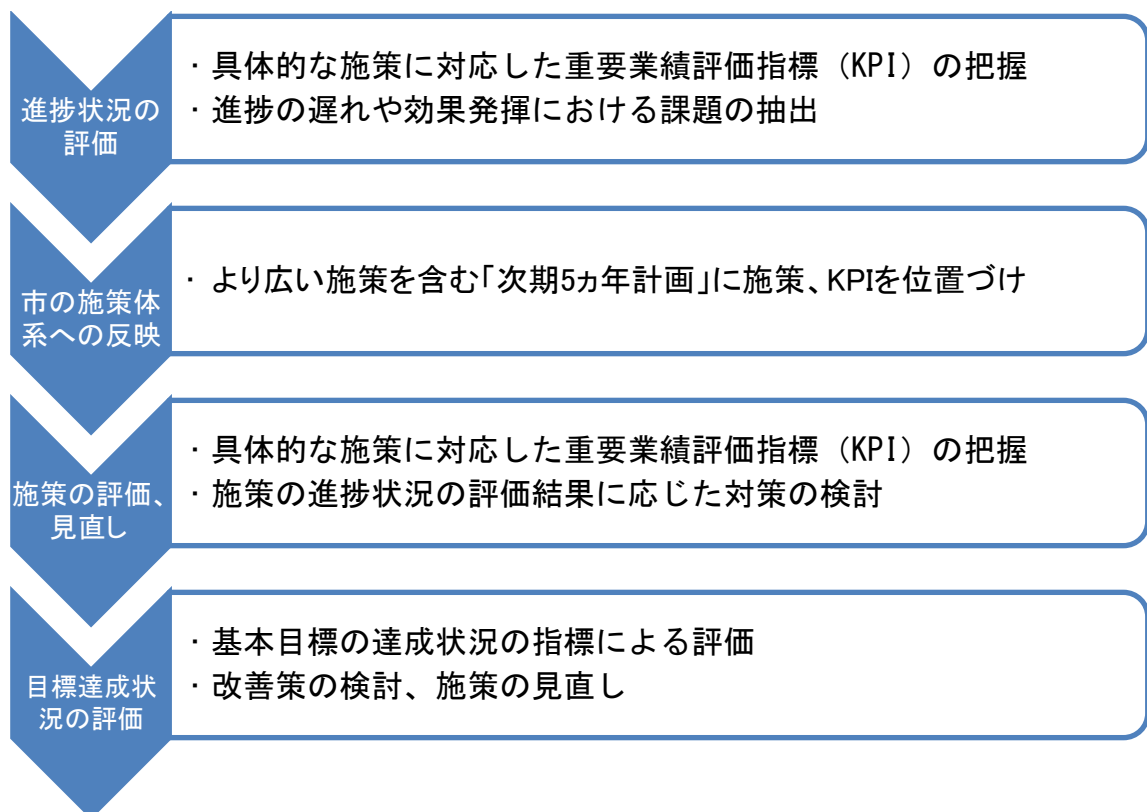 進捗状況の
評価
・具体的な施策に対応した重要業績評価指標（KPI）の把握
・進捗の遅れや効果発揮における課題の抽出
市の施策体
系への反映
・より広い施策を含む「次期5ヵ年計画」に施策、KPIを位置づけ
施策の評価、
見直し
・具体的な施策に対応した重要業績評価指標（KPI）の把握
・施策の進捗状況の評価結果に応じた対策の検討
目標達成状
況の評価
・基本目標の達成状況の指標による評価
・改善策の検討、施策の見直し